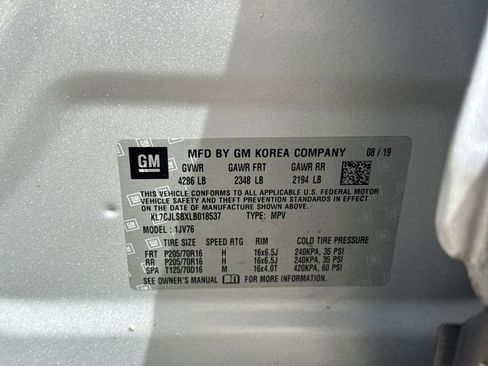 GM
MFD BY GM KOREA COMPANY 08 / 19
GVWR GAWR FRT GAWR RR
4286 LB 2348 LB 2194 LB
THIS VEHICLE CONFORMS TO ALL APPLICABLE U.S. FEDERAL MOTOR
VEHICLE SAFETY AND THEFT PREVENTION STANDARDS IN EFFECT
ON THE DATE OF MANUFACTURE SHOWN ABOVE.
KL7CJLSBXLB018537 TYPE: MPV
MODEL : 1JV76
TIRE SIZE SPEED RTG RIM COLD TIRE PRESSURE
FRT P205/70R16 H 16x6.5J 240KPA, 35 PSI
RR P205/70R16 H 16x6.5J 240KPA, 35 PSI
SPA T125/70D16 M 16x4.0T 420KPA, 60 PSI
SEE OWNER'S MANUAL FOR MORE INFORMATION